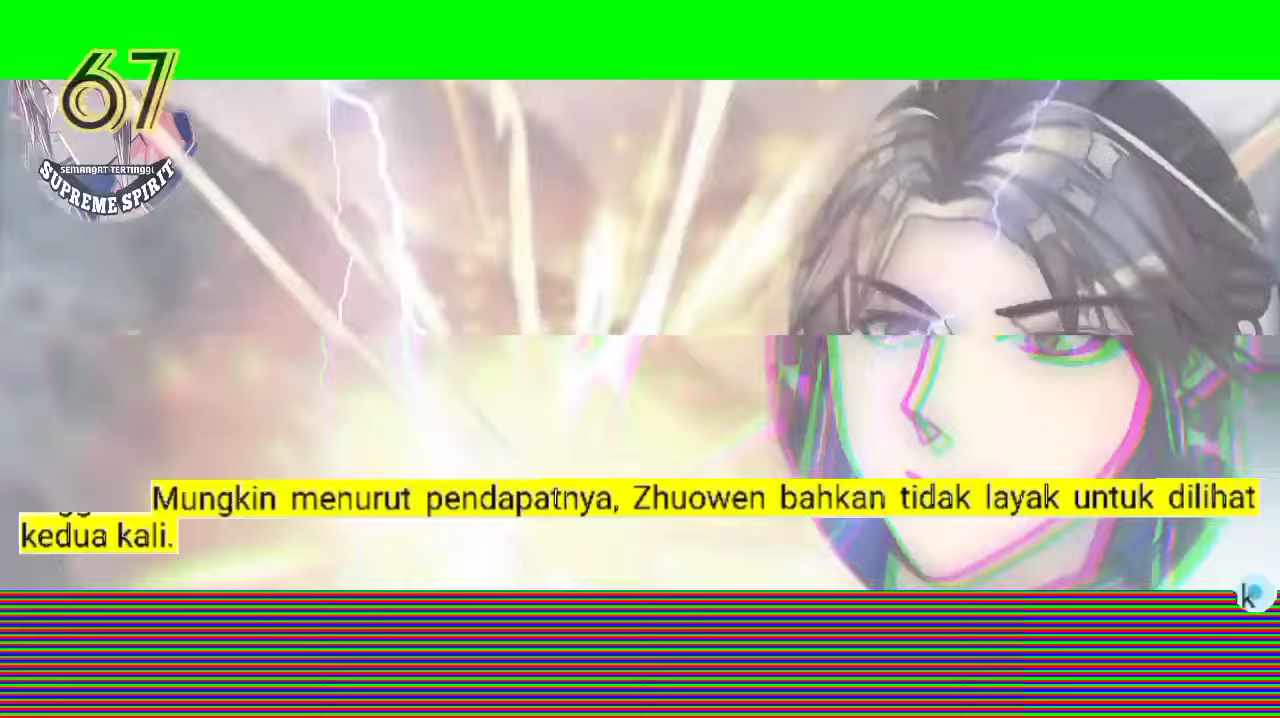 67
SEMANGAT TERTINGGI
SUPREME SPIRIT
Mungkin menurut pendapatnya, Zhuowen bahkan tidak layak untuk dilihat
kedua kali.
k